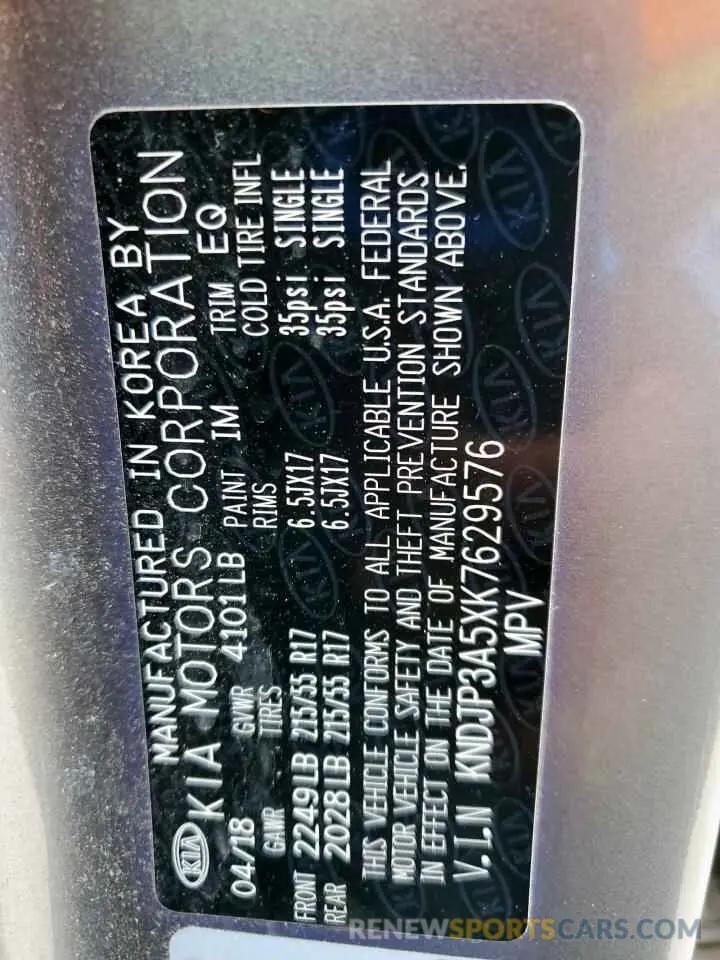 MANUFACTURED IN KOREA BY
KIA KIA MOTORS CORPORATION
04/18 GVWR 4101LB PAINT IM TRIM EQ
GAWR TIRES RIMS COLD TIRE INFL
FRONT 2249LB 215/55 R17 6.5JX17 35psi SINGLE
REAR 2028LB 215/55 R17 6.5JX17 35psi SINGLE
THIS VEHICLE CONFORMS TO ALL APPLICABLE U.S.A. FEDERAL
MOTOR VEHICLE SAFETY AND THEFT PREVENTION STANDARDS
IN EFFECT ON THE DATE OF MANUFACTURE SHOWN ABOVE.
V.I.N KNDJP3A5XK7629576
MPV
RENEWSPORTSCARS.COM